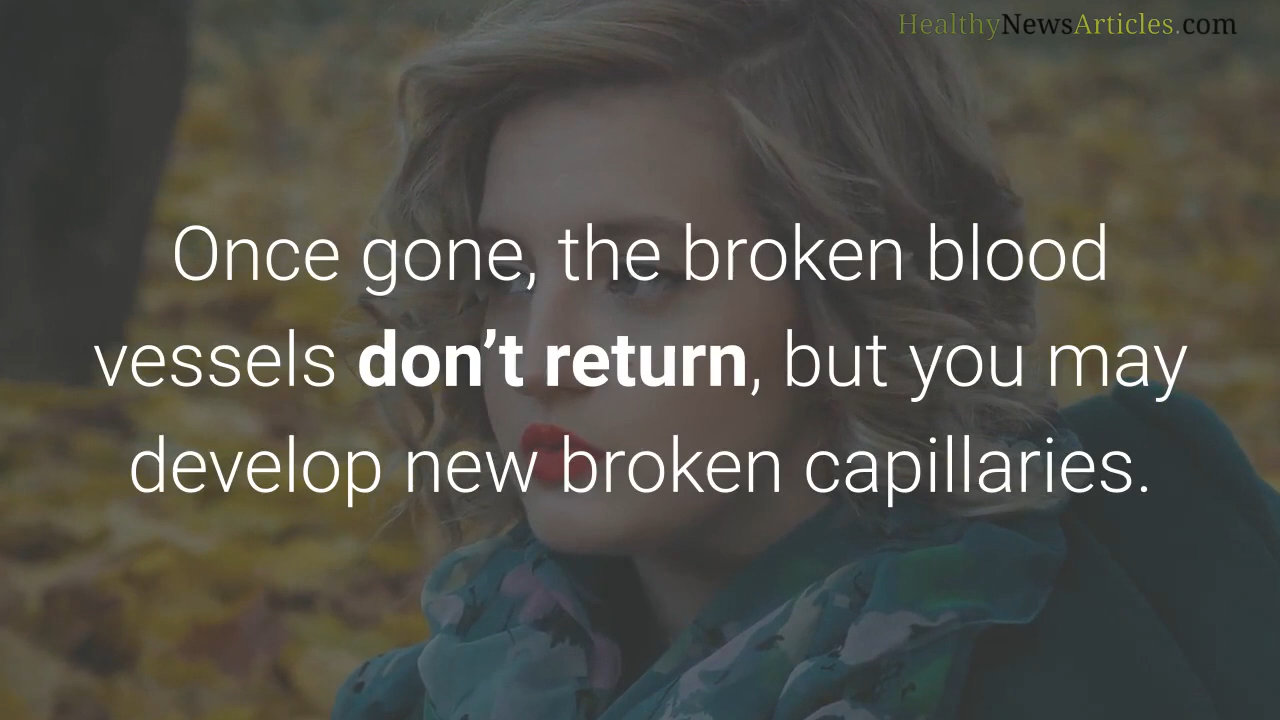 HealthyNewsArticles.com
Once gone, the broken blood
vessels don’t return, but you may
develop new broken capillaries.